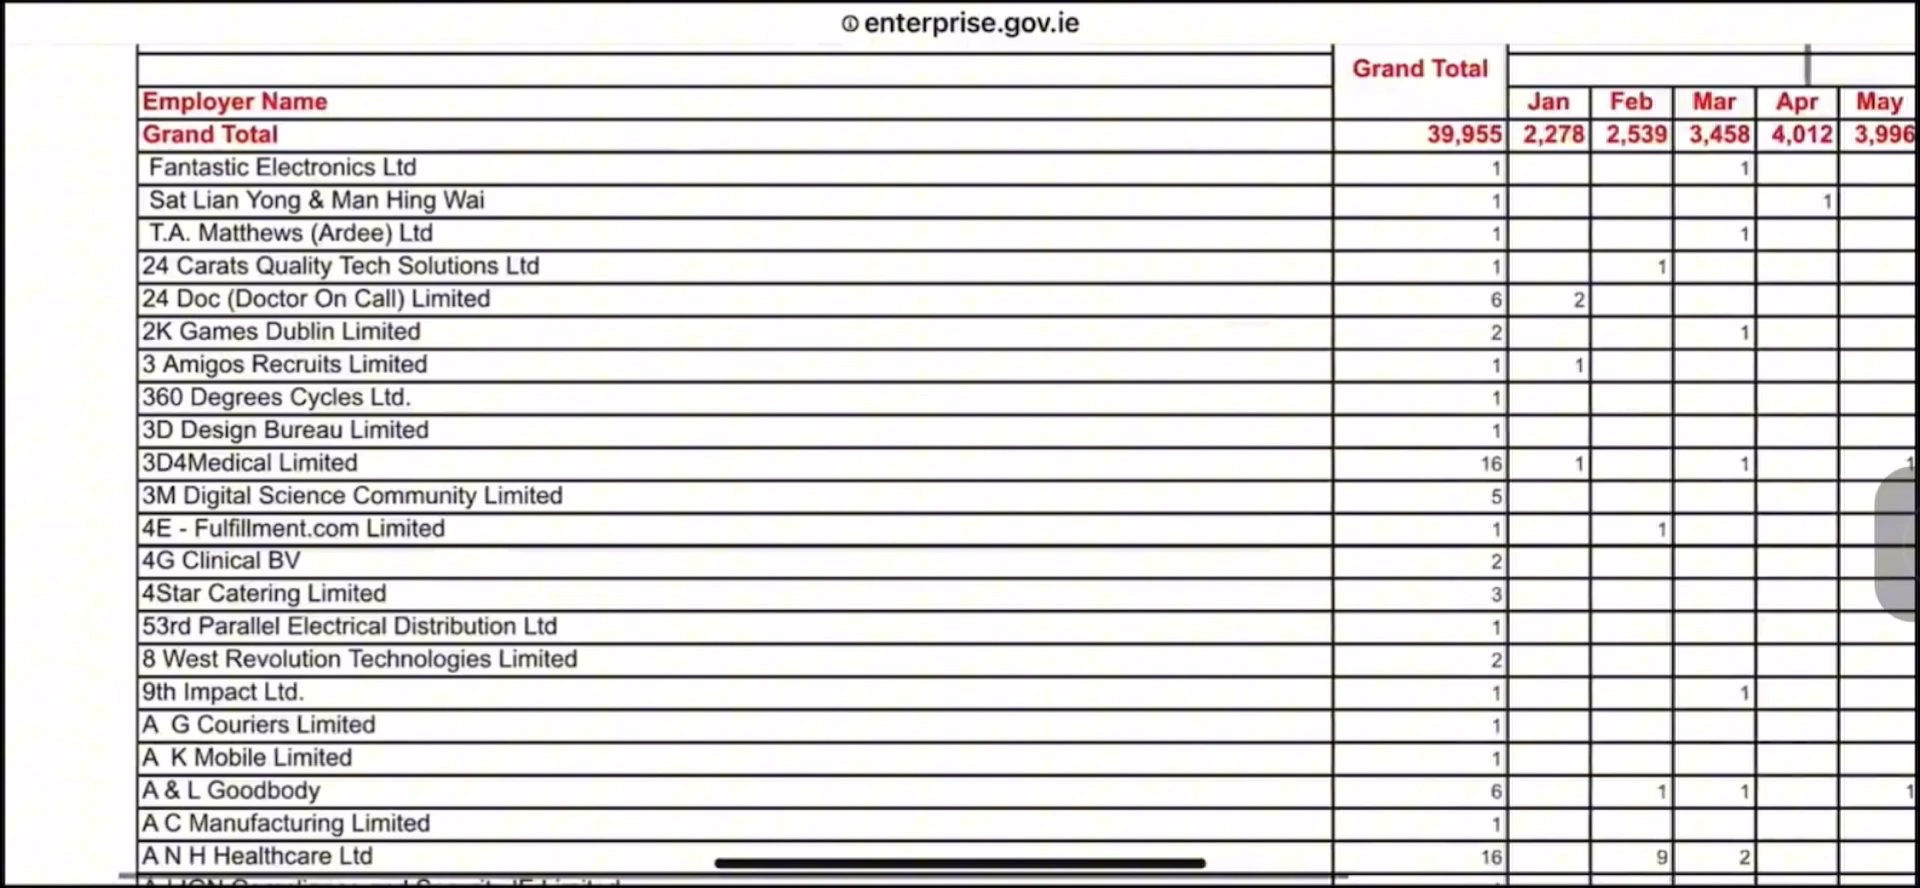 enterprise.gov.ie
Grand Total
Employer Name Jan Feb Mar Apr May
Grand Total 39,955 2,278 2,539 3,458 4,012 3,996
Fantastic Electronics Ltd 1 1
Sat Lian Yong & Man Hing Wai 1 1
T.A. Matthews (Ardee) Ltd 1 1
24 Carats Quality Tech Solutions Ltd 1 1
24 Doc (Doctor On Call) Limited 6 2
2K Games Dublin Limited 2 1
3 Amigos Recruits Limited 1 1
360 Degrees Cycles Ltd. 1
3D Design Bureau Limited 1
3D4Medical Limited 16 1 1 1
3M Digital Science Community Limited 5
4E - Fulfillment.com Limited 1 1
4G Clinical BV 2
4Star Catering Limited 3
53rd Parallel Electrical Distribution Ltd 1
8 West Revolution Technologies Limited 2
9th Impact Ltd. 1 1
A G Couriers Limited 1
A K Mobile Limited 1
A & L Goodbody 6 1 1 1
A C Manufacturing Limited 1
A N H Healthcare Ltd 16 9 2